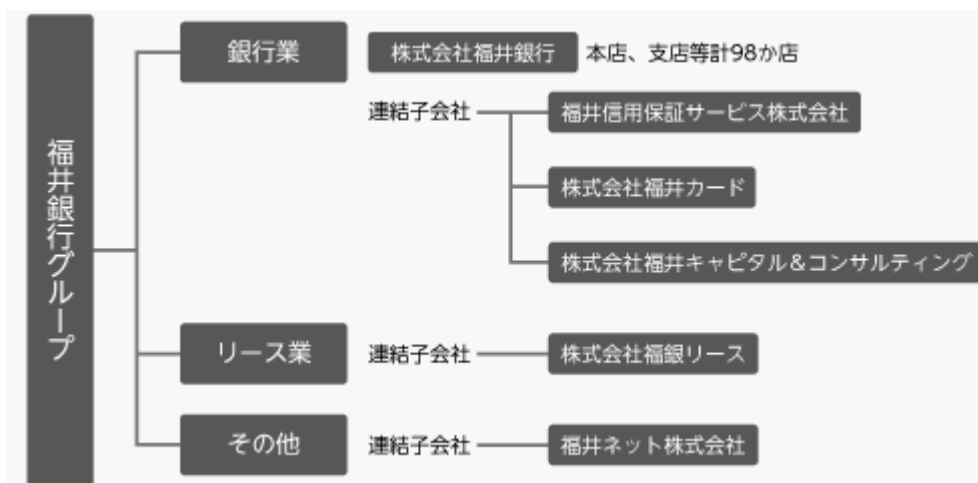 福井銀行グループ
銀行業
株式会社福井銀行 本店、支店等計98か店
連結子会社
福井信用保証サービス株式会社
株式会社福井カード
株式会社福井キャピタル＆コンサルティング
リース業
連結子会社
株式会社福銀リース
その他
連結子会社
福井ネット株式会社